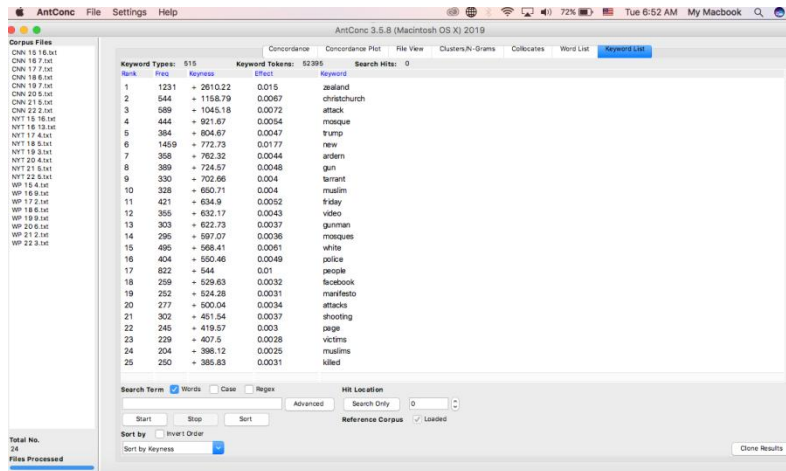 AntConc File Settings Help 72% Tue 6:52 AM My Macbook
AntConc 3.5.8 (Macintosh OS X) 2019
Corpus Files
CNN 15 16.txt
CNN 16 7.txt
CNN 17 7.txt
CNN 18 6.txt
CNN 19 7.txt
CNN 20 5.txt
CNN 21 5.txt
CNN 22 2.txt
NYT 15 16.txt
NYT 16 13.txt
NYT 17 4.txt
NYT 18 5.txt
NYT 19 3.txt
NYT 20 4.txt
NYT 21 5.txt
NYT 22 5.txt
WP 15 4.txt
WP 16 9.txt
WP 17 2.txt
WP 18 6.txt
WP 19 9.txt
WP 20 6.txt
WP 21 2.txt
WP 22 3.txt
Total No.
24
Files Processed
Concordance Concordance Plot File View Clusters/N-Grams Collocates Word List Keyword List
Keyword Types: 515 Keyword Tokens: 52395 Search Hits: 0
Rank Freq Keyness Effect Keyword
1 1231 + 2610.22 0.015 zealand
2 544 + 1158.79 0.0067 christchurch
3 589 + 1045.18 0.0072 attack
4 444 + 921.67 0.0054 mosque
5 384 + 804.67 0.0047 trump
6 1459 + 772.73 0.0177 new
7 358 + 762.32 0.0044 ardern
8 389 + 724.57 0.0048 gun
9 330 + 702.66 0.004 tarrant
10 328 + 650.71 0.004 muslim
11 421 + 634.9 0.0052 friday
12 355 + 632.17 0.0043 video
13 303 + 622.73 0.0037 gunman
14 295 + 597.07 0.0036 mosques
15 495 + 568.41 0.0061 white
16 404 + 550.46 0.0049 police
17 822 + 544 0.01 people
18 259 + 529.63 0.0032 facebook
19 252 + 524.28 0.0031 manifesto
20 277 + 500.04 0.0034 attacks
21 302 + 451.54 0.0037 shooting
22 245 + 419.57 0.003 page
23 229 + 407.5 0.0028 victims
24 204 + 398.12 0.0025 muslims
25 250 + 385.83 0.0031 killed
Search Term Words Case Regex Hit Location
Advanced Search Only 0
Start Stop Sort Reference Corpus Loaded
Sort by Invert Order
Sort by Keyness Clone Results